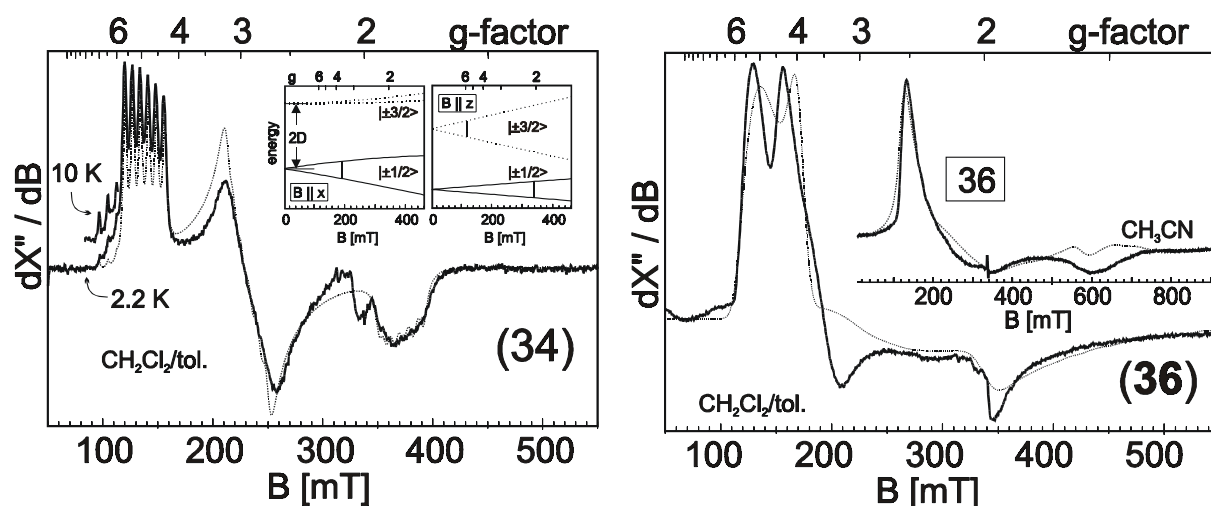 6 4 3 2 g-factor
dX" / dB
10 K
2.2 K
CH2Cl2/tol.
(34)
g 6 4 2
energy
2D
|±3/2>
|±1/2>
B || x
0 200 400
B [mT]
6 4 2
B || z
|±3/2>
|±1/2>
0 200 400
B [mT]
100 200 300 400 500
B [mT]
6 4 3 2 g-factor
dX" / dB
36
CH3CN
200 400 600 800
B [mT]
CH2Cl2/tol.
(36)
100 200 300 400 500
B [mT]